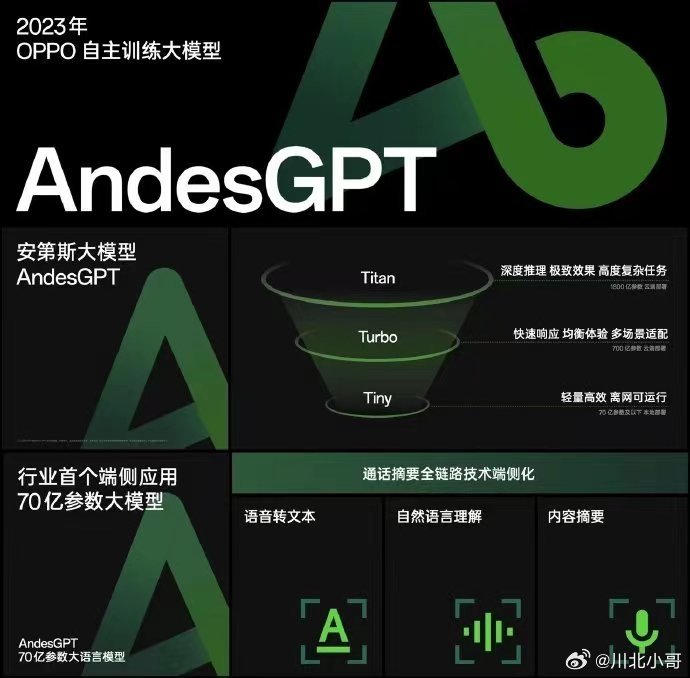 2023年
OPPO 自主训练大模型
AndesGPT
安第斯大模型
AndesGPT
Titan
深度推理 极致效果 高度复杂任务
1800 亿参数 云端部署
Turbo
快速响应 均衡体验 多场景适配
700 亿参数 云端部署
Tiny
轻量高效 离网可运行
70 亿参数及以下 本地部署
行业首个端侧应用
70亿参数大模型
AndesGPT
70亿参数大语言模型
通话摘要全链路技术端侧化
语音转文本
自然语言理解
内容摘要
A
@川北小哥